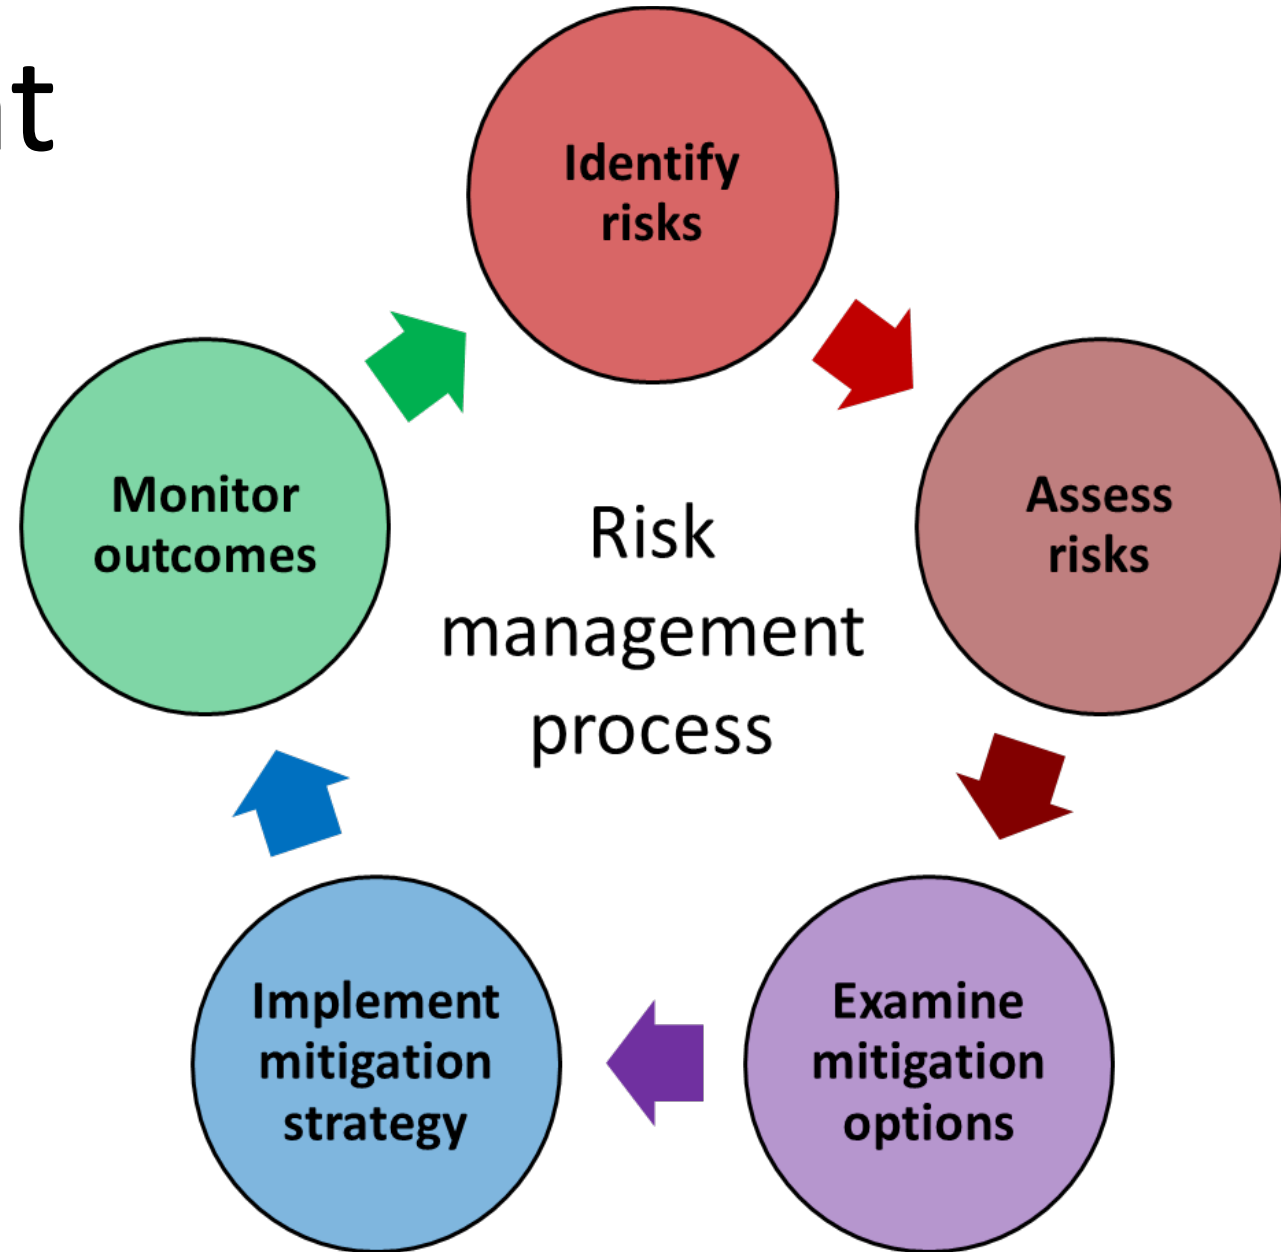 Identify
risks
Assess
risks
Examine
mitigation
options
Implement
mitigation
strategy
Monitor
outcomes
Risk
management
process